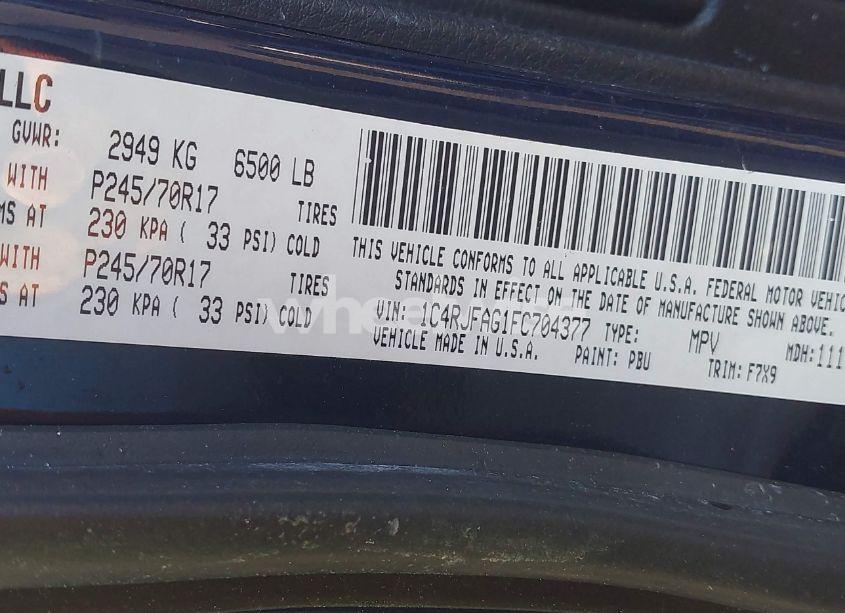 LLC
GVWR: 2949 KG 6500 LB
WITH P245/70R17 TIRES
MS AT 230 KPA ( 33 PSI) COLD
WITH P245/70R17 TIRES
MS AT 230 KPA ( 33 PSI) COLD
THIS VEHICLE CONFORMS TO ALL APPLICABLE U.S.A. FEDERAL MOTOR VEHIC
STANDARDS IN EFFECT ON THE DATE OF MANUFACTURE SHOWN ABOVE.
VIN: 1C4RJFAG1FC704377 TYPE: MPV MDH:111
VEHICLE MADE IN U.S.A. PAINT: PBU TRIM: F7X9